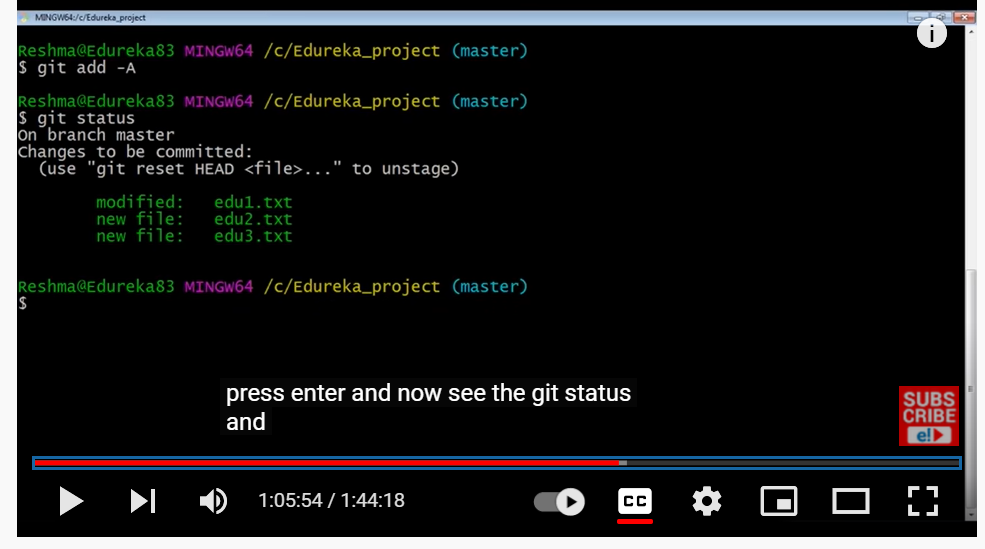 MINGW64:/c/Edureka_project
i
Reshma@Edureka83 MINGW64 /c/Edureka_project (master)
$ git add -A
Reshma@Edureka83 MINGW64 /c/Edureka_project (master)
$ git status
On branch master
Changes to be committed:
(use "git reset HEAD <file>..." to unstage)
modified: edu1.txt
new file: edu2.txt
new file: edu3.txt
Reshma@Edureka83 MINGW64 /c/Edureka_project (master)
$
press enter and now see the git status
and
SUBS
CRIBE
e!
1:05:54 / 1:44:18
CC